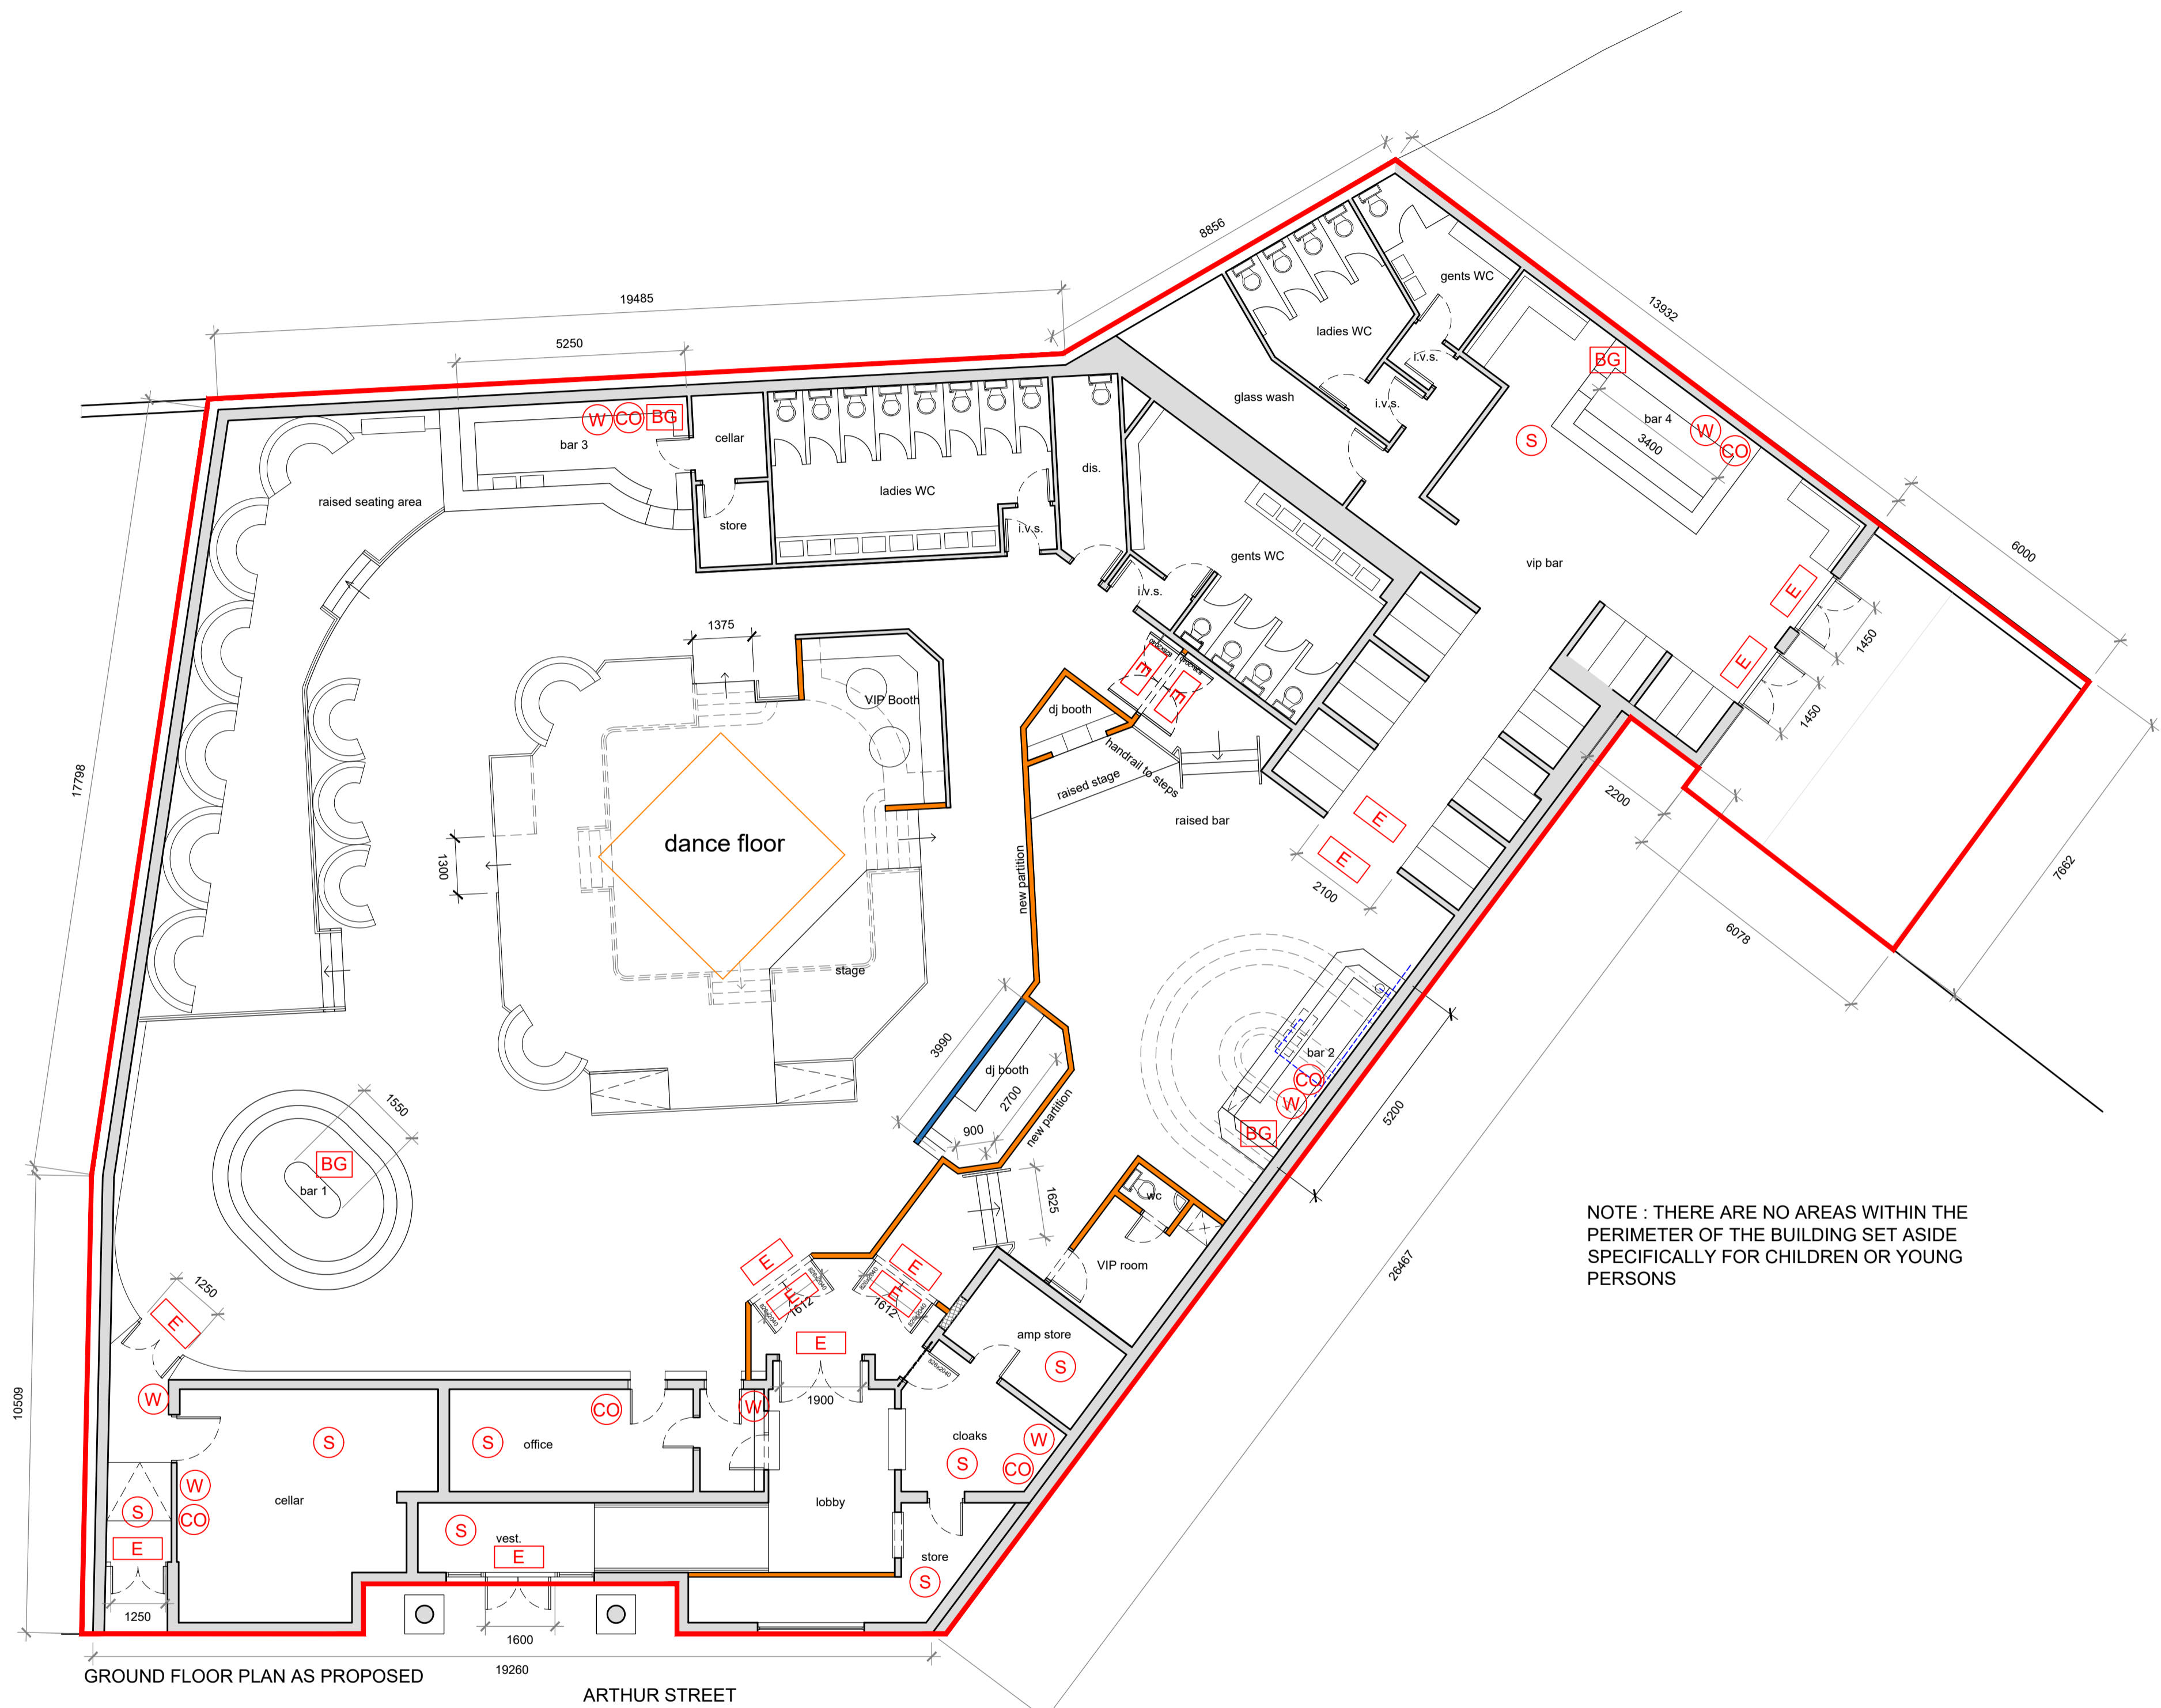 8856
13932
19485
5250
6000
17798
10509
gents WC
ladies WC
i.v.s.
i.v.s.
glass wash
BG
bar 4
W
CO
3400
S
vip bar
E
E
1450
1450
W
CO
BG
bar 3
cellar
store
ladies WC
i.v.s.
dis.
raised seating area
gents WC
i.v.s.
E
E
1375
VIP Booth
dj booth
handrail to steps
raised stage
raised bar
dance floor
1300
new partition
stage
E
E
2100
2200
6078
7662
3990
dj booth
2700
900
new partition
bar 2
CO
W
BG
5200
1550
BG
bar 1
1625
wc
VIP room
26467
NOTE : THERE ARE NO AREAS WITHIN THE
PERIMETER OF THE BUILDING SET ASIDE
SPECIFICALLY FOR CHILDREN OR YOUNG
PERSONS
1250
E
E
E
E
E
826x2040
826x2040
826x2040
826x2040
1612
1612
E
amp store
S
826x2040
1900
W
W
CO
S
S
office
cloaks
S
W
CO
W
CO
S
cellar
lobby
S
vest.
E
E
store
S
1250
1600
19260
GROUND FLOOR PLAN AS PROPOSED
ARTHUR STREET